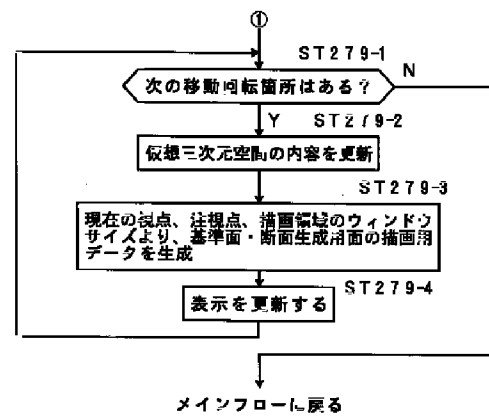 ①
ST279-1
次の移動回転箇所はある？
N
Y
ST279-2
仮想三次元空間の内容を更新
ST279-3
現在の視点、注視点、描画領域のウィンドウ
サイズより、基準面・断面生成用面の描画用
データを生成
ST279-4
表示を更新する
メインフローに戻る